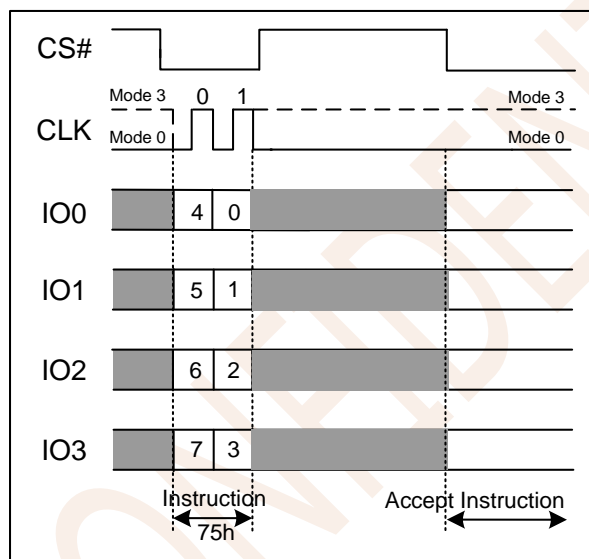 CS#
Mode 3 0 1 Mode 3
CLK
Mode 0 Mode 0
IO0 4 0
IO1 5 1
IO2 6 2
IO3 7 3
Instruction Accept Instruction
75h